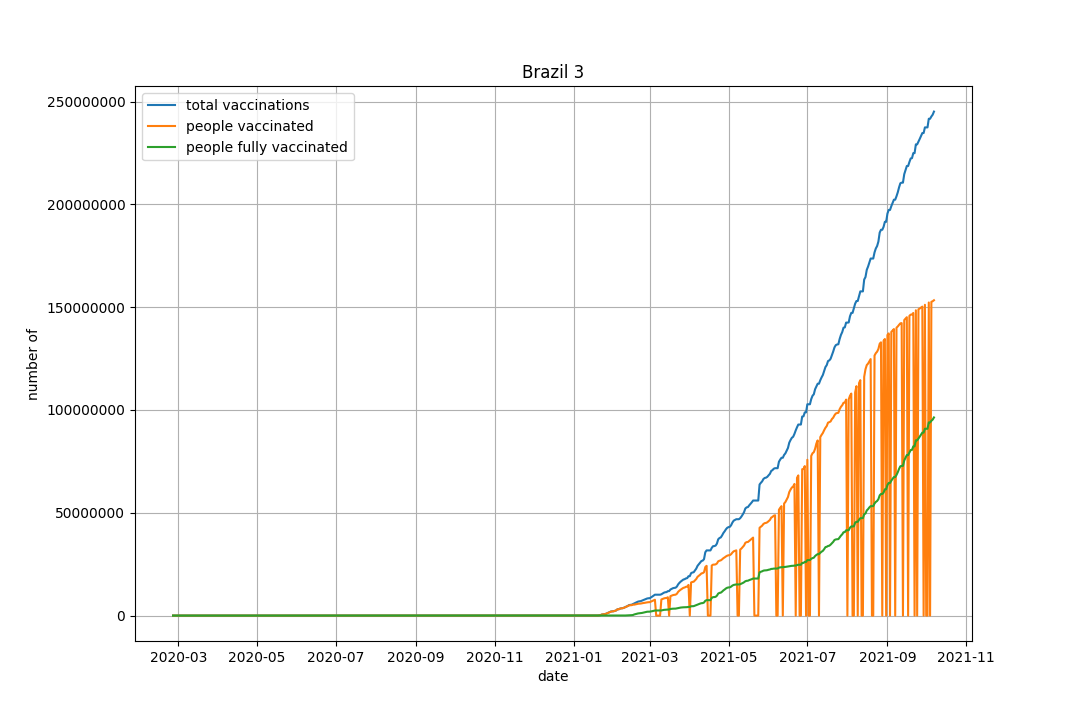 Brazil 3
total vaccinations
people vaccinated
people fully vaccinated
250000000
200000000
150000000
100000000
50000000
0
number of
2020-03 2020-05 2020-07 2020-09 2020-11 2021-01 2021-03 2021-05 2021-07 2021-09 2021-11
date